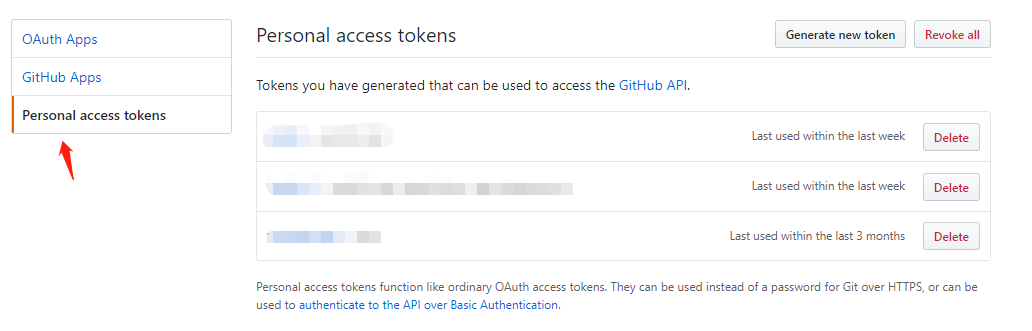 OAuth Apps
GitHub Apps
Personal access tokens
Personal access tokens
Generate new token
Revoke all
Tokens you have generated that can be used to access the GitHub API.
Last used within the last week
Delete
Last used within the last week
Delete
Last used within the last 3 months
Delete
Personal access tokens function like ordinary OAuth access tokens. They can be used instead of a password for Git over HTTPS, or can be
used to authenticate to the API over Basic Authentication.